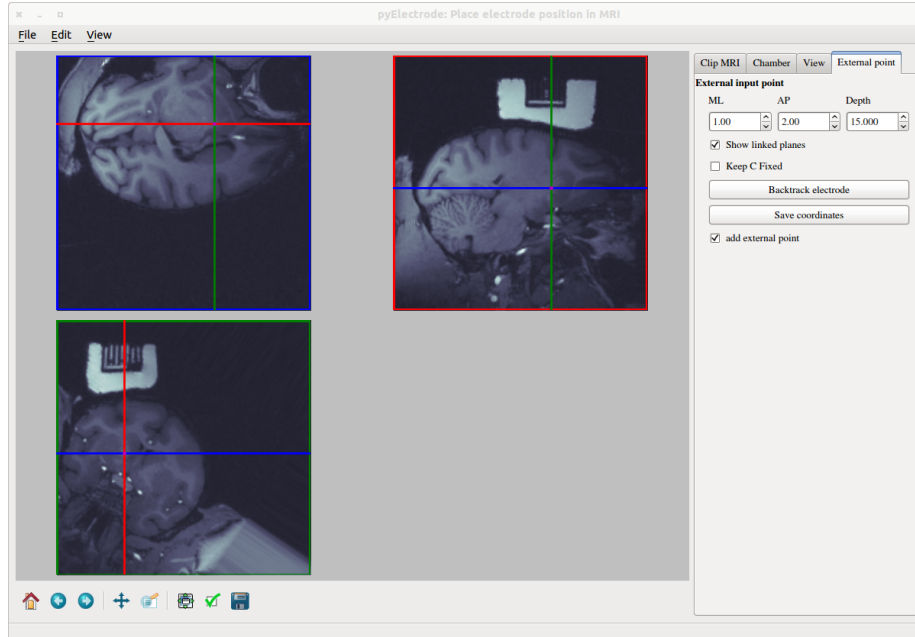 pyElectrode: Place electrode position in MRI
File Edit View
Clip MRI Chamber View External point
External input point
ML AP Depth
1.00 2.00 15.000
Show linked planes
Keep C Fixed
Backtrack electrode
Save coordinates
add external point